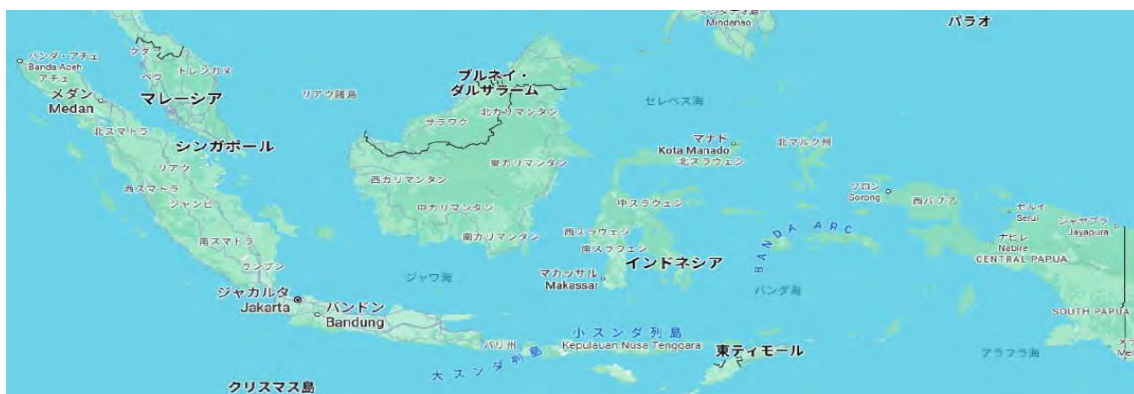 ミンダナオ島
Mindanao
パラオ
バンダ・アチェ
Banda Aceh
アチェ
クダ
ペラ
トレンガヌ
メダン
Medan
マレーシア
リアウ諸島
ブルネイ・
ダルサラーム
セレベス海
北スマトラ
シンガポール
サラワク
北カリマンタン
マナド
Kota Manado
北スラウェシ
北マルク州
リアウ
西スマトラ
ジャンビ
東カリマンタン
西カリマンタン
中カリマンタン
中スラウェシ
ソロン
Sorong
西パプア
セルイ
Serui
ジャヤプラ
Jayapura
南スマトラ
南カリマンタン
西スラウェシ
南スラウェシ
BANDA ARC
ナビレ
Nabire
CENTRAL PAPUA
ランプン
ジャワ海
マカッサル
Makassar
インドネシア
バンダ海
ジャカルタ
Jakarta
バンドン
Bandung
SOUTH PAPUA
小スンダ列島
Kepulauan Nusa Tenggara
バリ州
大スンダ列島
東ティモール
アラフラ海
クリスマス島